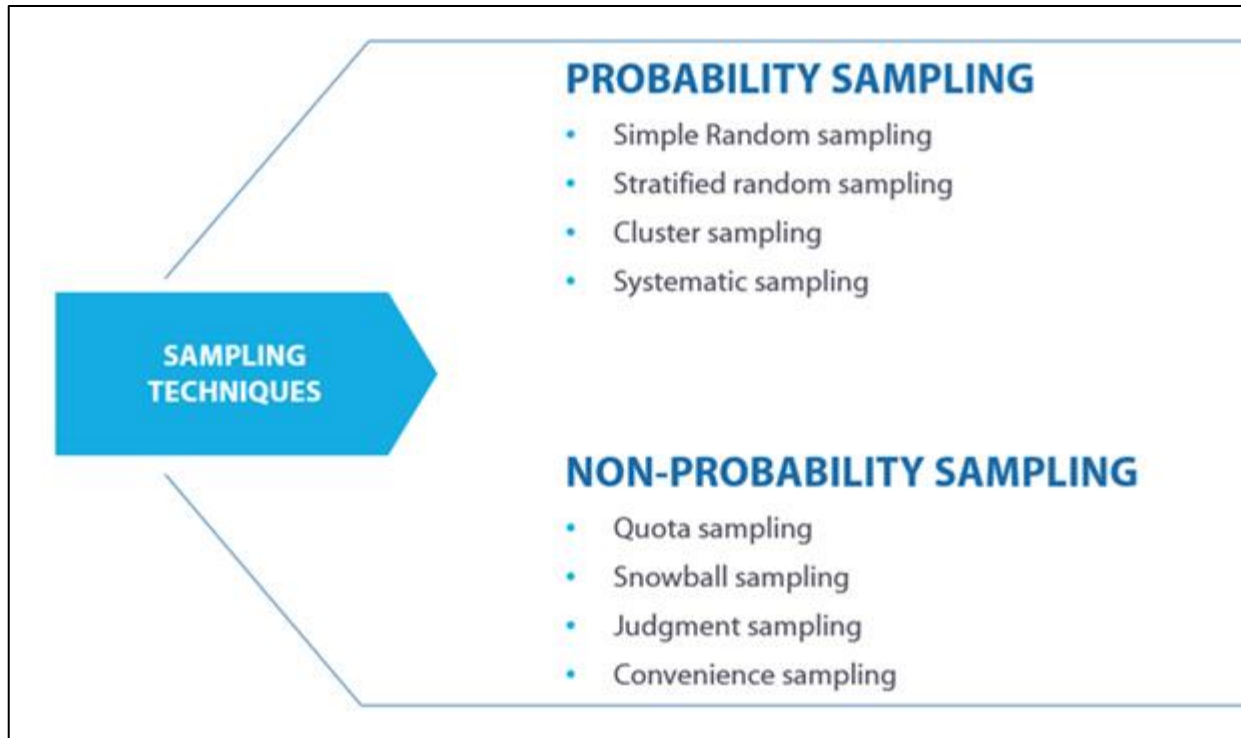 PROBABILITY SAMPLING
• Simple Random sampling
• Stratified random sampling
• Cluster sampling
• Systematic sampling
SAMPLING
TECHNIQUES
NON-PROBABILITY SAMPLING
• Quota sampling
• Snowball sampling
• Judgment sampling
• Convenience sampling